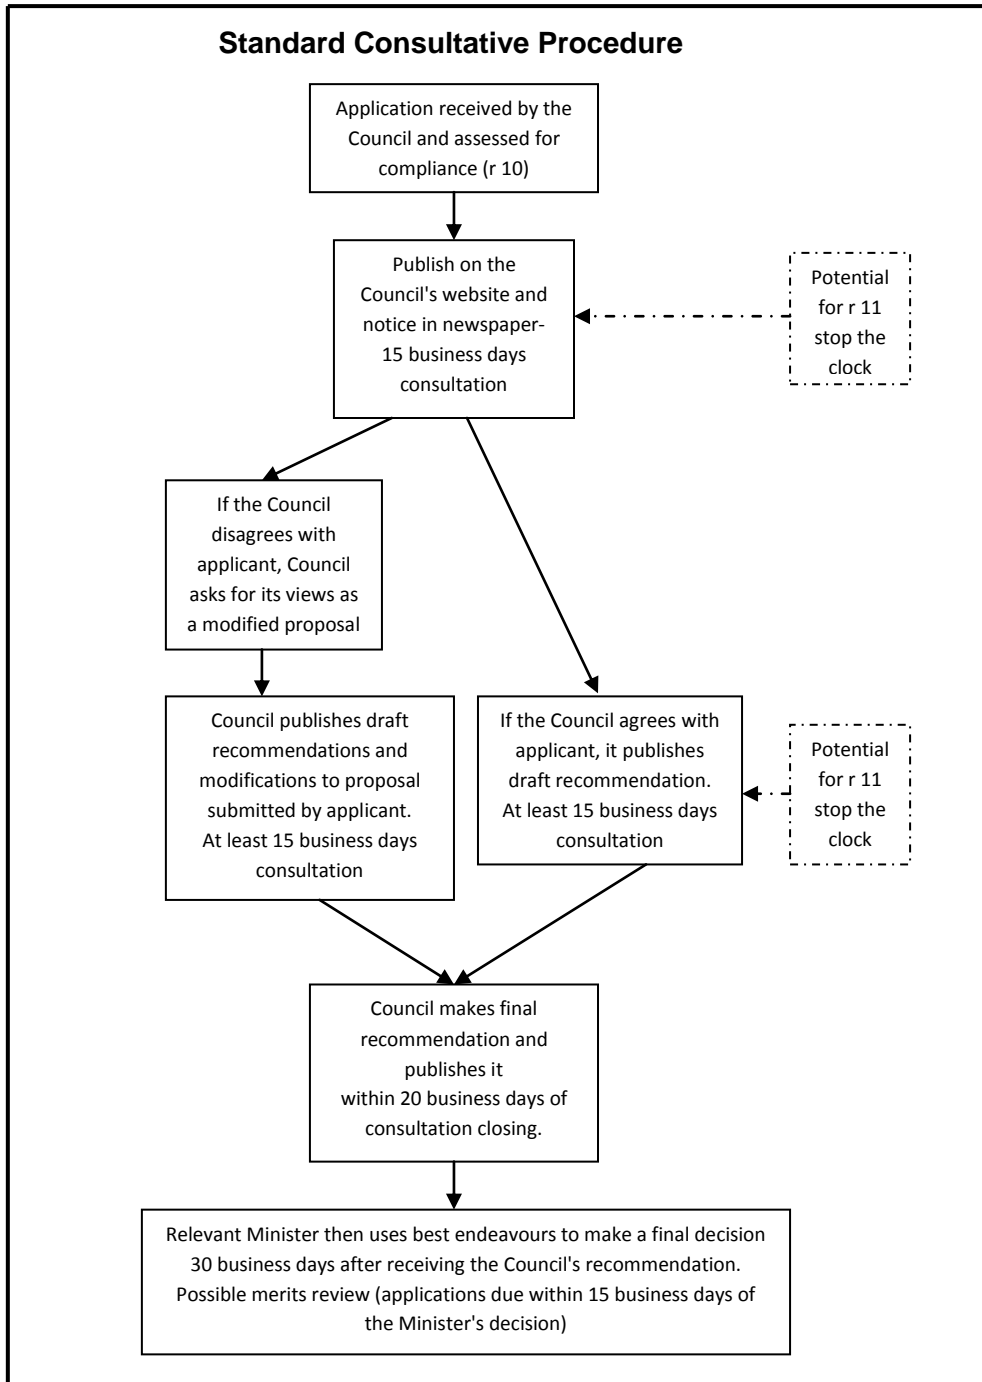 Standard Consultative Procedure
Application received by the
Council and assessed for
compliance (r 10)
Publish on the
Council's website and
notice in newspaper-
15 business days
consultation
Potential
for r 11
stop the
clock
If the Council
disagrees with
applicant, Council
asks for its views as
a modified proposal
Council publishes draft
recommendations and
modifications to proposal
submitted by applicant.
At least 15 business days
consultation
If the Council agrees with
applicant, it publishes
draft recommendation.
At least 15 business days
consultation
Potential
for r 11
stop the
clock
Council makes final
recommendation and
publishes it
within 20 business days of
consultation closing.
Relevant Minister then uses best endeavours to make a final decision
30 business days after receiving the Council's recommendation.
Possible merits review (applications due within 15 business days of
the Minister's decision)